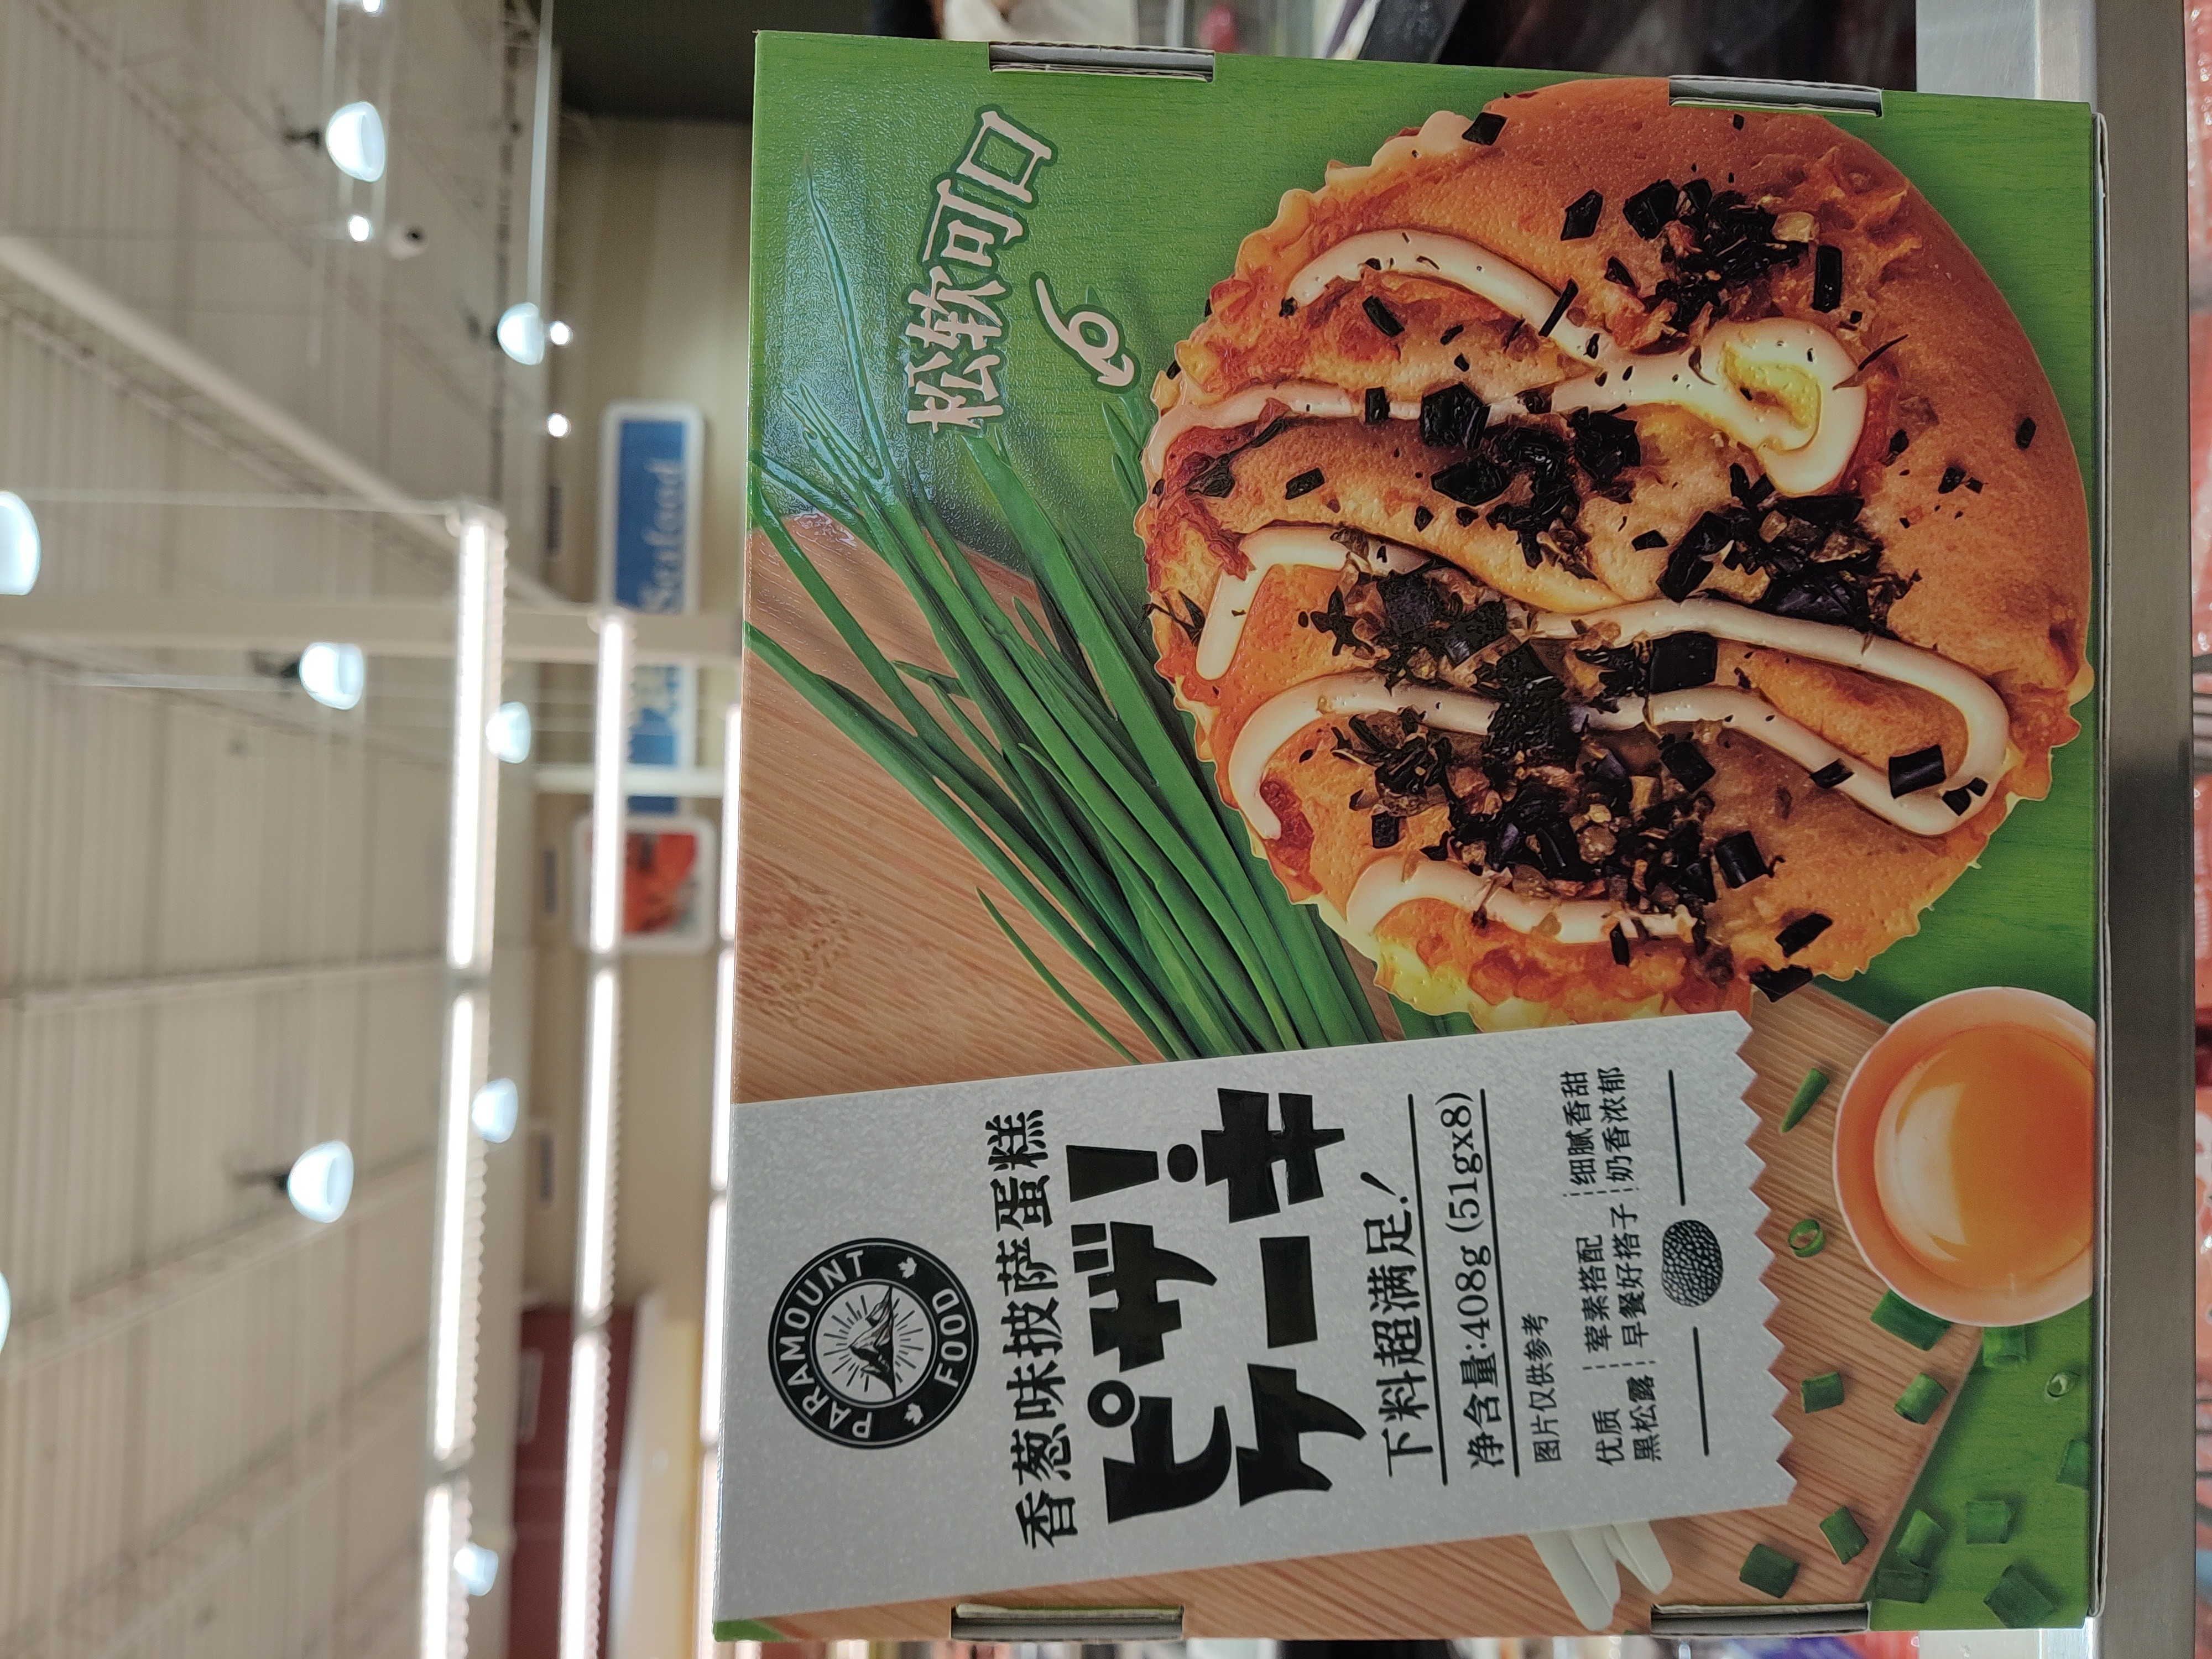 PARAMOUNT
FOOD
香葱味披萨蛋糕
ピザ!
ケーキ
下料超满足!
净含量:408g (51gx8)
图片仅供参考
优质
黑松露
荤素搭配
早餐好搭子
细腻香甜
奶香浓郁
松软可口
Seafood